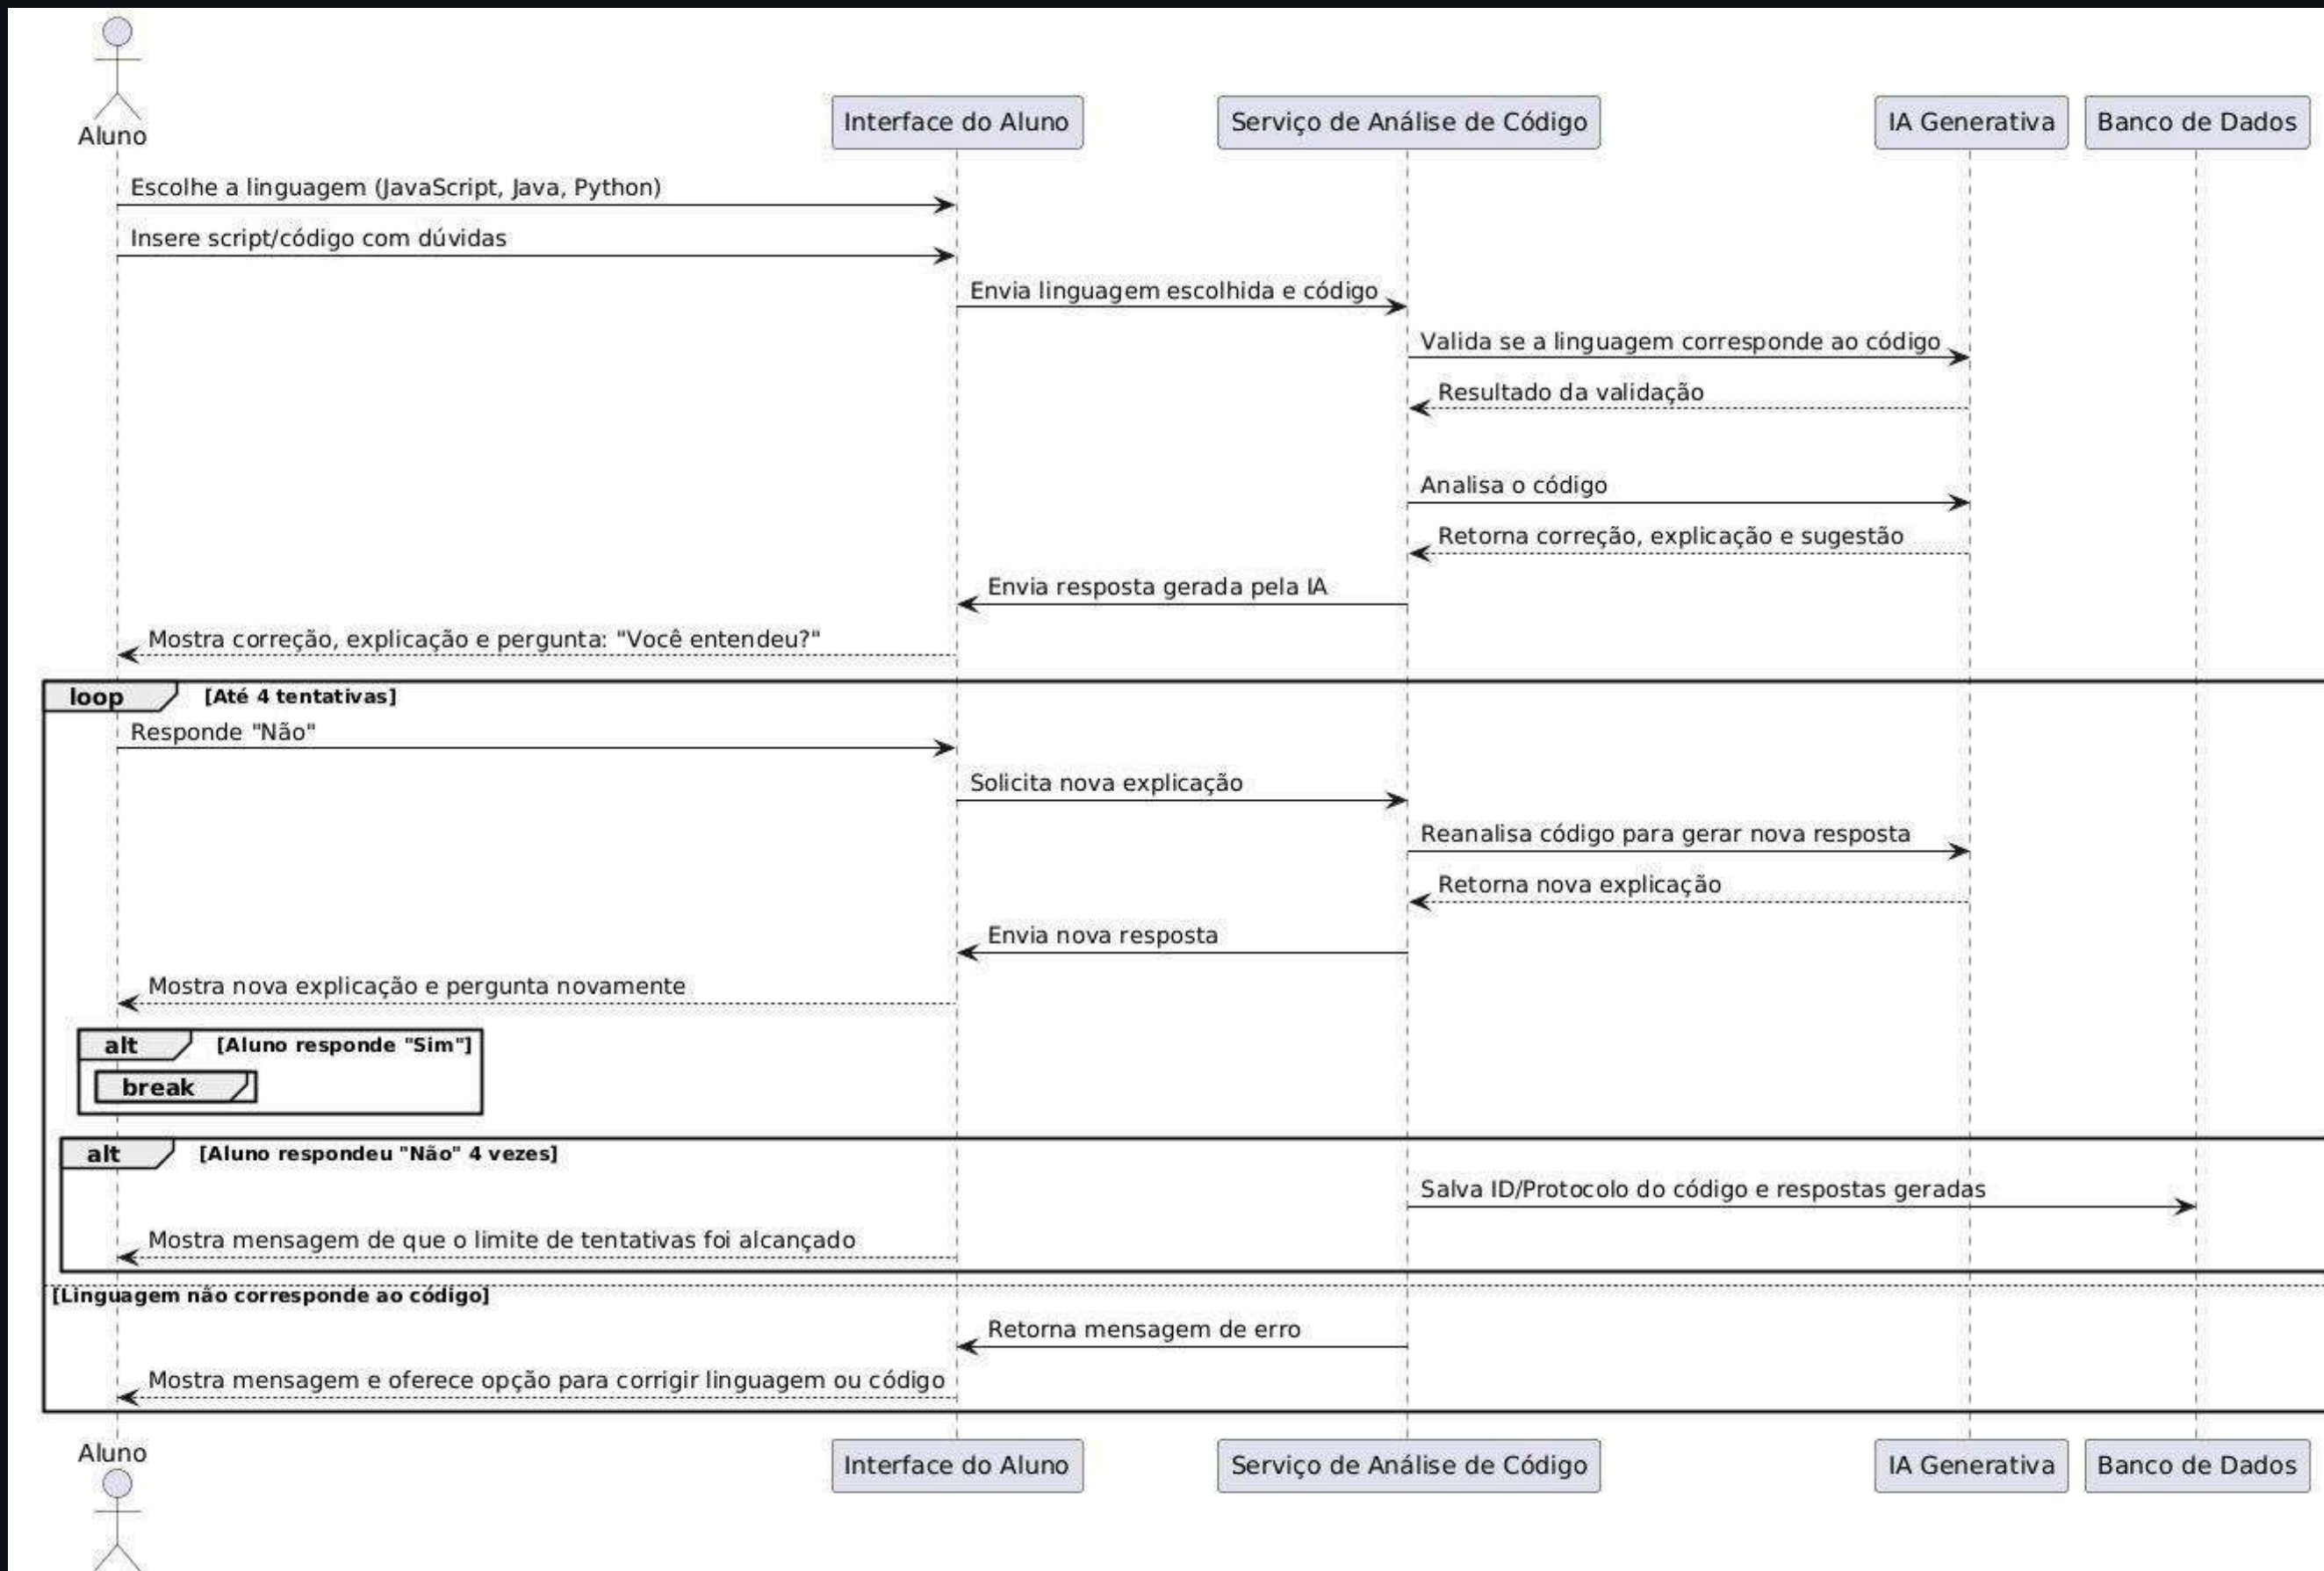 Aluno
Interface do Aluno
Serviço de Análise de Código
IA Generativa
Banco de Dados
Escolhe a linguagem (JavaScript, Java, Python)
Insere script/código com dúvidas
Envia linguagem escolhida e código
Valida se a linguagem corresponde ao código
Resultado da validação
Analisa o código
Retorna correção, explicação e sugestão
Envia resposta gerada pela IA
Mostra correção, explicação e pergunta: "Você entendeu?"
loop [Até 4 tentativas]
Responde "Não"
Solicita nova explicação
Reanalisa código para gerar nova resposta
Retorna nova explicação
Envia nova resposta
Mostra nova explicação e pergunta novamente
alt [Aluno responde "Sim"]
break
alt [Aluno respondeu "Não" 4 vezes]
Salva ID/Protocolo do código e respostas geradas
Mostra mensagem de que o limite de tentativas foi alcançado
[Linguagem não corresponde ao código]
Retorna mensagem de erro
Mostra mensagem e oferece opção para corrigir linguagem ou código
Aluno
Interface do Aluno
Serviço de Análise de Código
IA Generativa
Banco de Dados